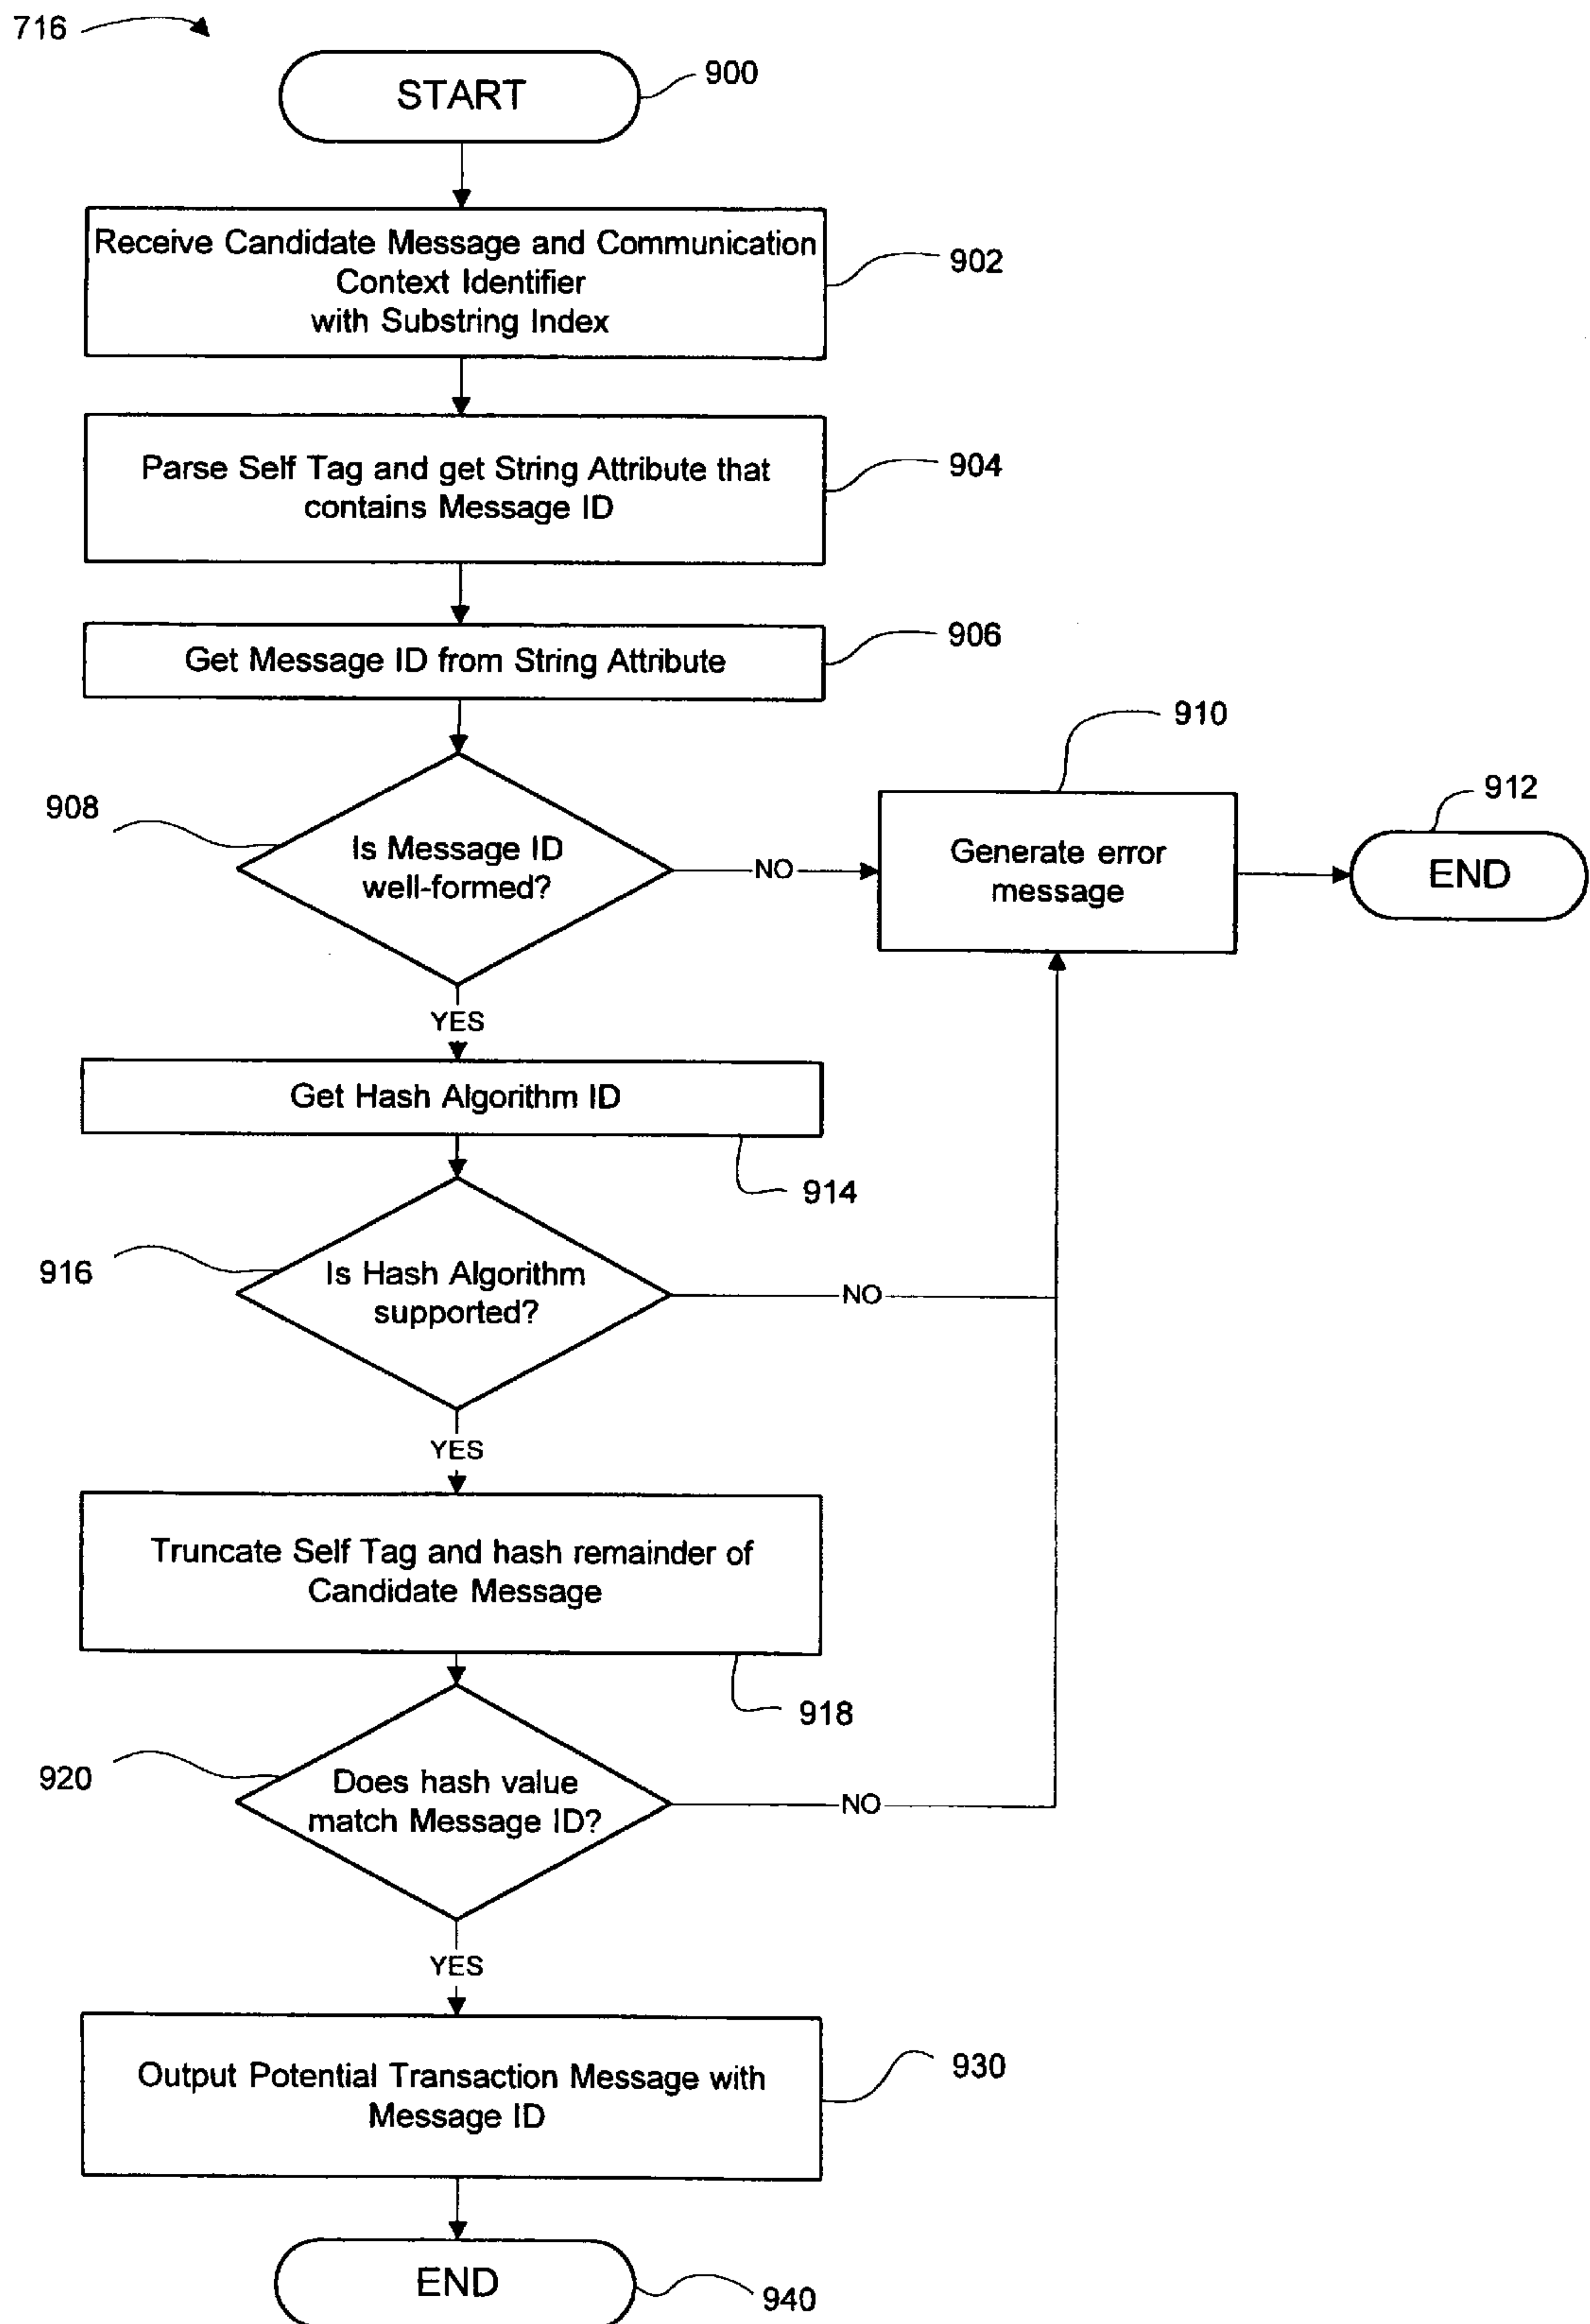 716
START
900
Receive Candidate Message and Communication
Context Identifier
with Substring Index
902
Parse Self Tag and get String Attribute that
contains Message ID
904
Get Message ID from String Attribute
906
908
Is Message ID
well-formed?
NO
910
Generate error
message
912
END
YES
Get Hash Algorithm ID
914
916
Is Hash Algorithm
supported?
NO
YES
Truncate Self Tag and hash remainder of
Candidate Message
918
920
Does hash value
match Message ID?
NO
YES
Output Potential Transaction Message with
Message ID
930
END
940